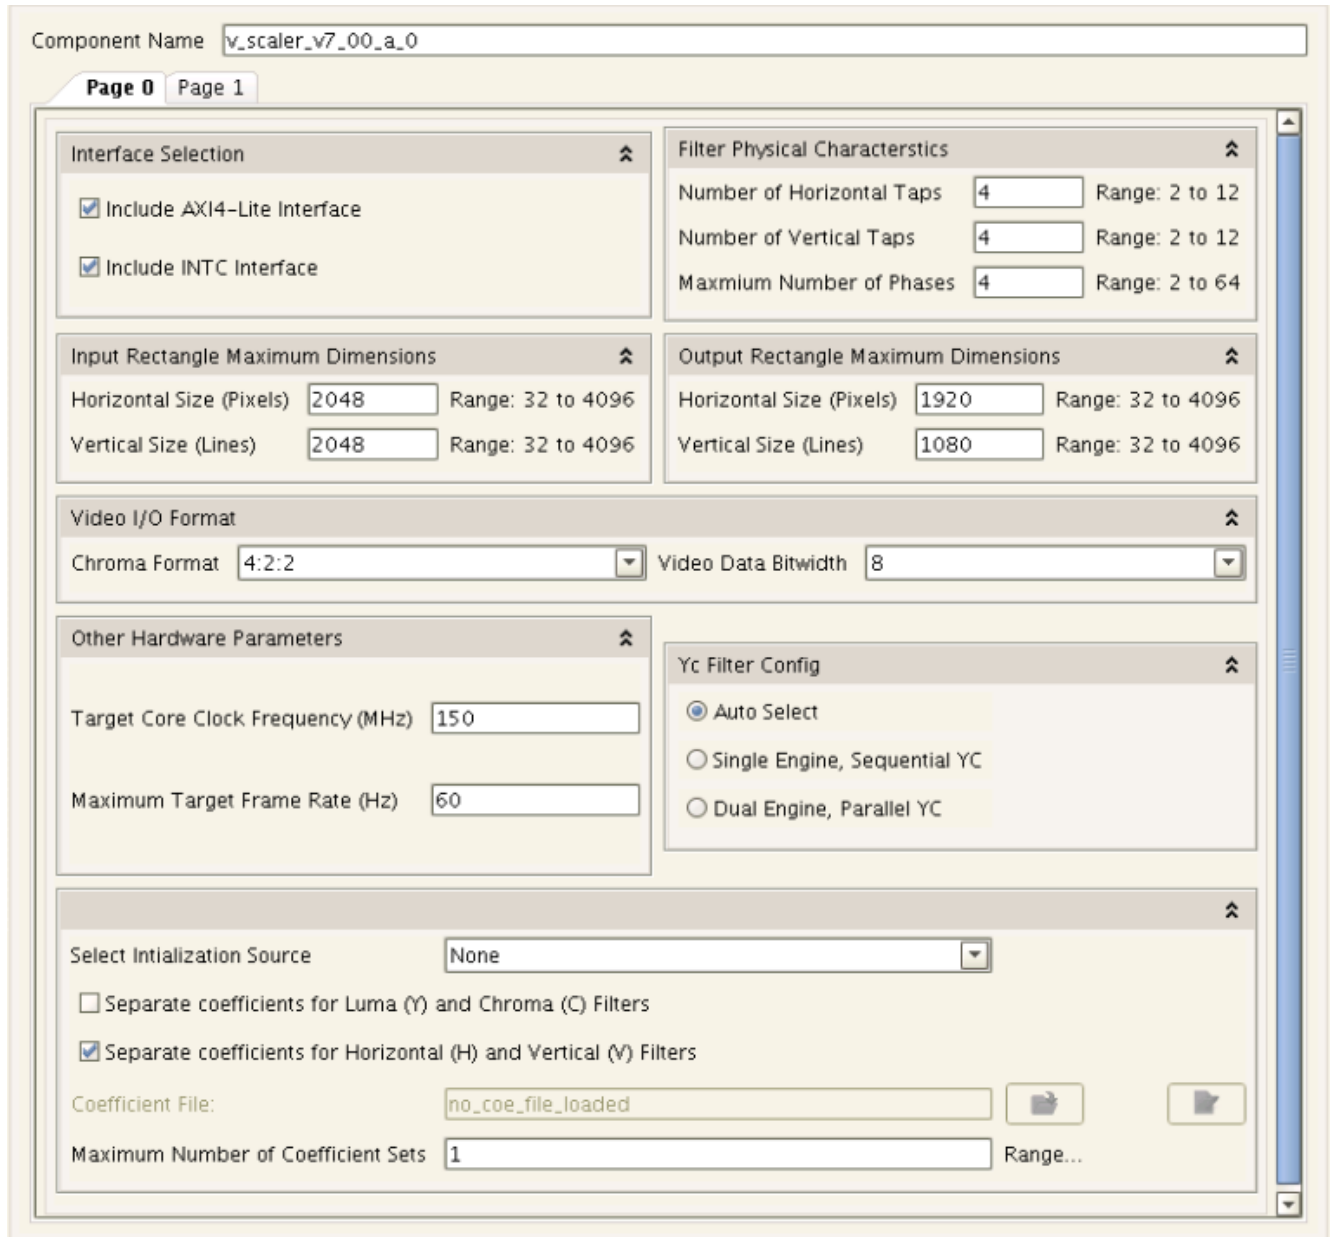 Component Name v_scaler_v7_00_a_0
Page 0 Page 1
Interface Selection
Include AXI4-Lite Interface
Include INTC Interface
Filter Physical Characterstics
Number of Horizontal Taps 4 Range: 2 to 12
Number of Vertical Taps 4 Range: 2 to 12
Maxmium Number of Phases 4 Range: 2 to 64
Input Rectangle Maximum Dimensions
Horizontal Size (Pixels) 2048 Range: 32 to 4096
Vertical Size (Lines) 2048 Range: 32 to 4096
Output Rectangle Maximum Dimensions
Horizontal Size (Pixels) 1920 Range: 32 to 4096
Vertical Size (Lines) 1080 Range: 32 to 4096
Video I/O Format
Chroma Format 4:2:2 Video Data Bitwidth 8
Other Hardware Parameters
Target Core Clock Frequency (MHz) 150
Maximum Target Frame Rate (Hz) 60
Yc Filter Config
Auto Select
Single Engine, Sequential YC
Dual Engine, Parallel YC
Select Intialization Source None
Separate coefficients for Luma (Y) and Chroma (C) Filters
Separate coefficients for Horizontal (H) and Vertical (V) Filters
Coefficient File: no_coe_file_loaded
Maximum Number of Coefficient Sets 1 Range...